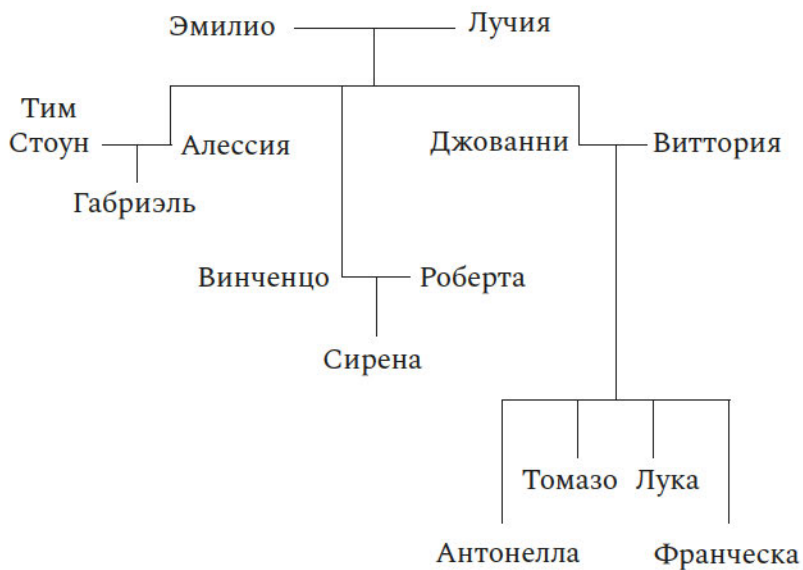 Эмилио Лучия
Тим
Стоун Алессия Джованни Виттория
Габриэль
Винченцо Роберта
Сирена
Томазо Лука
Антонелла Франческа